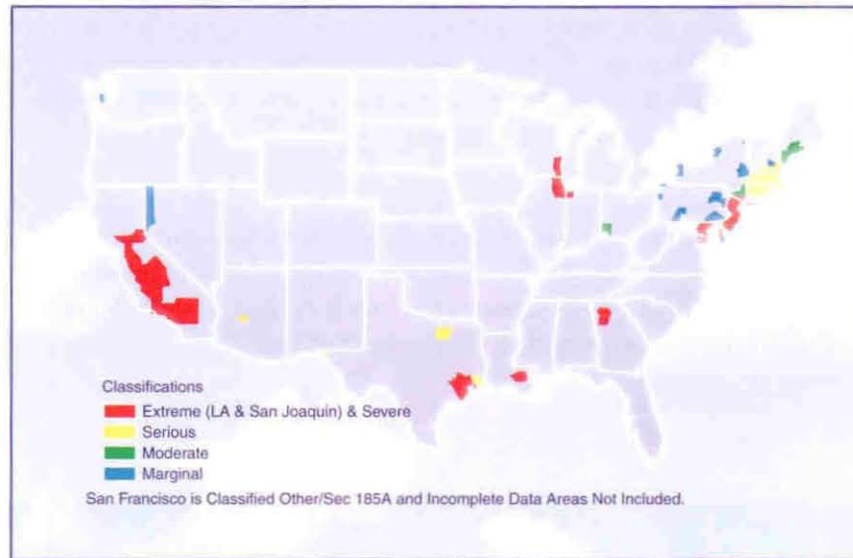 Classifications
Extreme (LA & San Joaquin) & Severe
Serious
Moderate
Marginal
San Francisco is Classified Other/Sec 185A and Incomplete Data Areas Not Included.